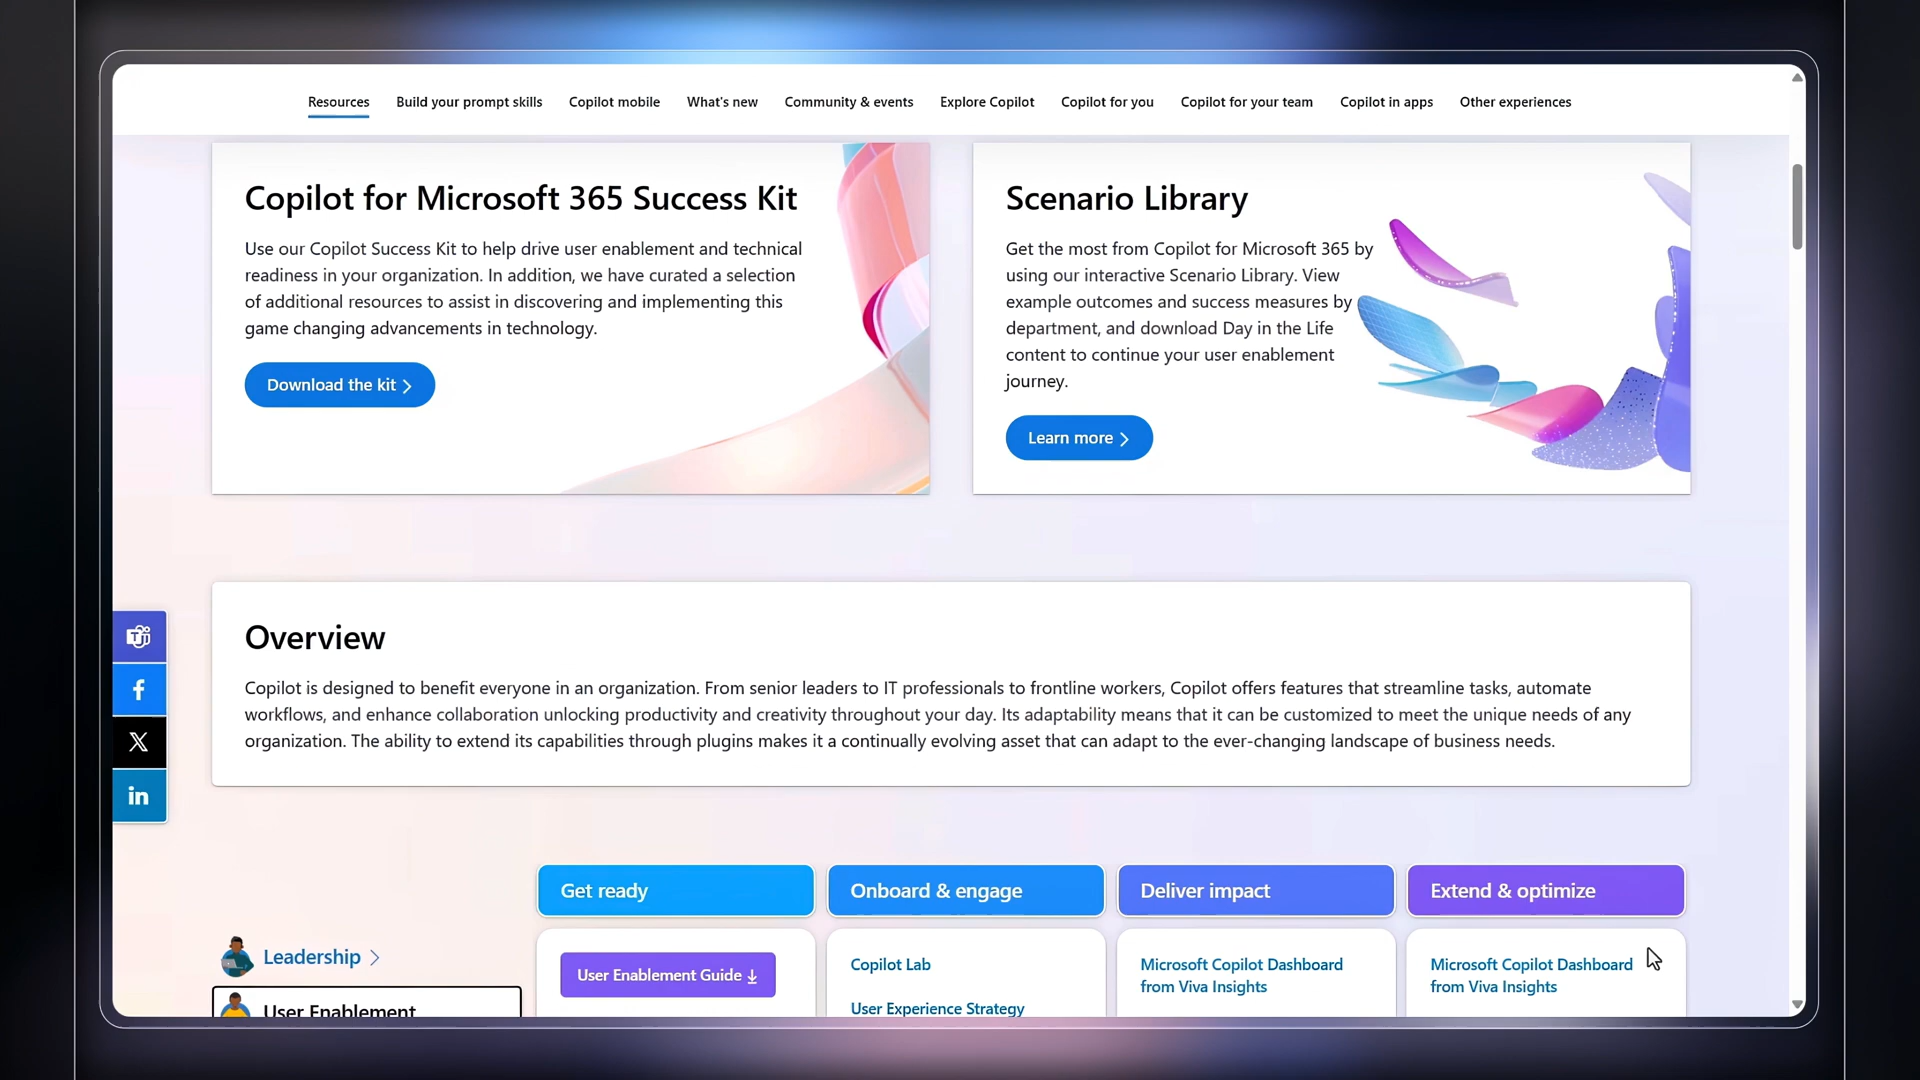 Resources Build your prompt skills Copilot mobile What's new Community & events Explore Copilot Copilot for you Copilot for your team Copilot in apps Other experiences
Copilot for Microsoft 365 Success Kit
Use our Copilot Success Kit to help drive user enablement and technical
readiness in your organization. In addition, we have curated a selection
of additional resources to assist in discovering and implementing this
game changing advancements in technology.
Download the kit
Scenario Library
Get the most from Copilot for Microsoft 365 by
using our interactive Scenario Library. View
example outcomes and success measures by
department, and download Day in the Life
content to continue your user enablement
journey.
Learn more
Overview
Copilot is designed to benefit everyone in an organization. From senior leaders to IT professionals to frontline workers, Copilot offers features that streamline tasks, automate
workflows, and enhance collaboration unlocking productivity and creativity throughout your day. Its adaptability means that it can be customized to meet the unique needs of any
organization. The ability to extend its capabilities through plugins makes it a continually evolving asset that can adapt to the ever-changing landscape of business needs.
Get ready Onboard & engage Deliver impact Extend & optimize
Leadership
User Enablement
User Enablement Guide
Copilot Lab
User Experience Strategy
Microsoft Copilot Dashboard
from Viva Insights
Microsoft Copilot Dashboard
from Viva Insights